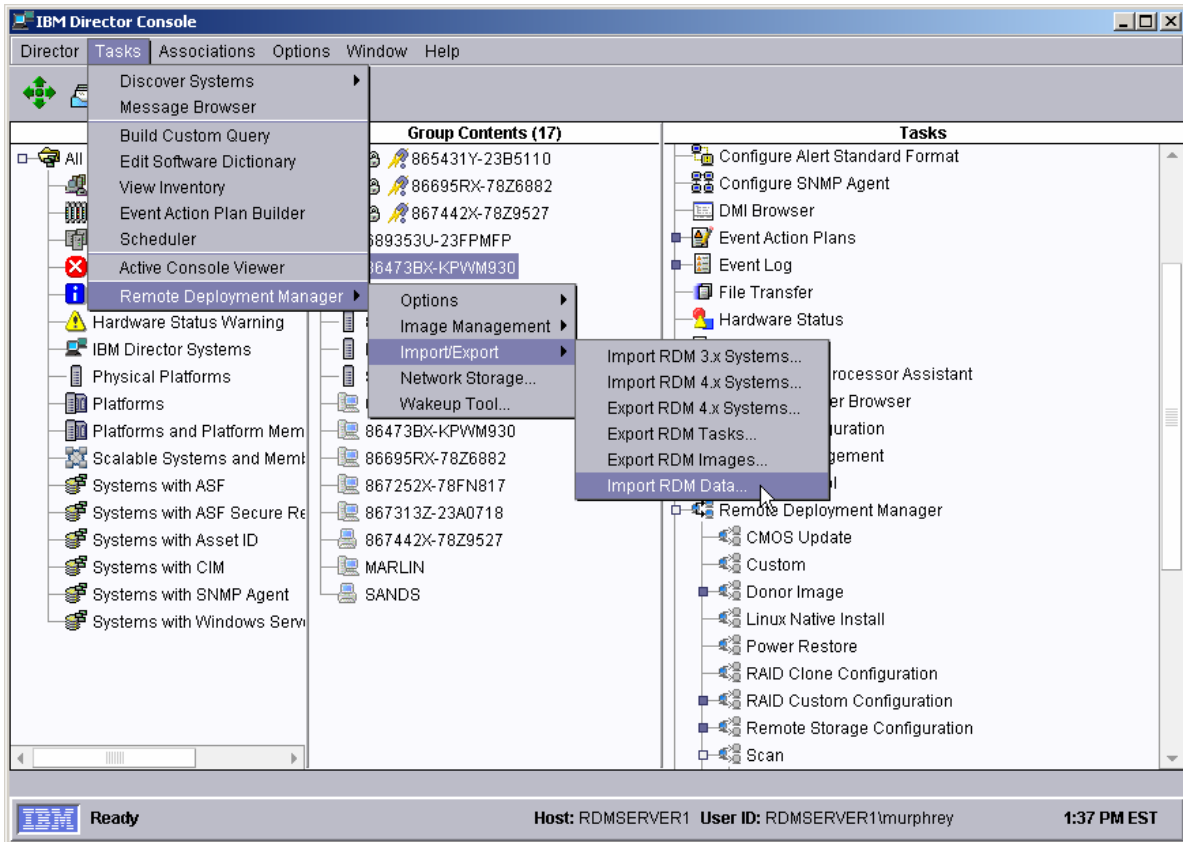 IBM Director Console
Director Tasks Associations Options Window Help
Discover Systems
Message Browser
Build Custom Query
Edit Software Dictionary
View Inventory
Event Action Plan Builder
Scheduler
Active Console Viewer
Remote Deployment Manager
Options
Image Management
Import/Export
Network Storage...
Wakeup Tool...
Import RDM 3.x Systems...
Import RDM 4.x Systems...
Export RDM 4.x Systems...
Export RDM Tasks...
Export RDM Images...
Import RDM Data...
All
Hardware Status Warning
IBM Director Systems
Physical Platforms
Platforms
Platforms and Platform Mem
Scalable Systems and Memb
Systems with ASF
Systems with ASF Secure Re
Systems with Asset ID
Systems with CIM
Systems with SNMP Agent
Systems with Windows Serv
Group Contents (17)
865431Y-23B5110
86695RX-78Z6882
867442X-78Z9527
689353U-23FPMFP
86473BX-KPWM930
86473BX-KPWM930
86695RX-78Z6882
867252X-78FN817
867313Z-23A0718
867442X-78Z9527
MARLIN
SANDS
Tasks
Configure Alert Standard Format
Configure SNMP Agent
DMI Browser
Event Action Plans
Event Log
File Transfer
Hardware Status
rocessor Assistant
er Browser
uration
gement
l
Remote Deployment Manager
CMOS Update
Custom
Donor Image
Linux Native Install
Power Restore
RAID Clone Configuration
RAID Custom Configuration
Remote Storage Configuration
Scan
IBM Ready Host: RDMSERVER1 User ID: RDMSERVER1\murphrey 1:37 PM EST